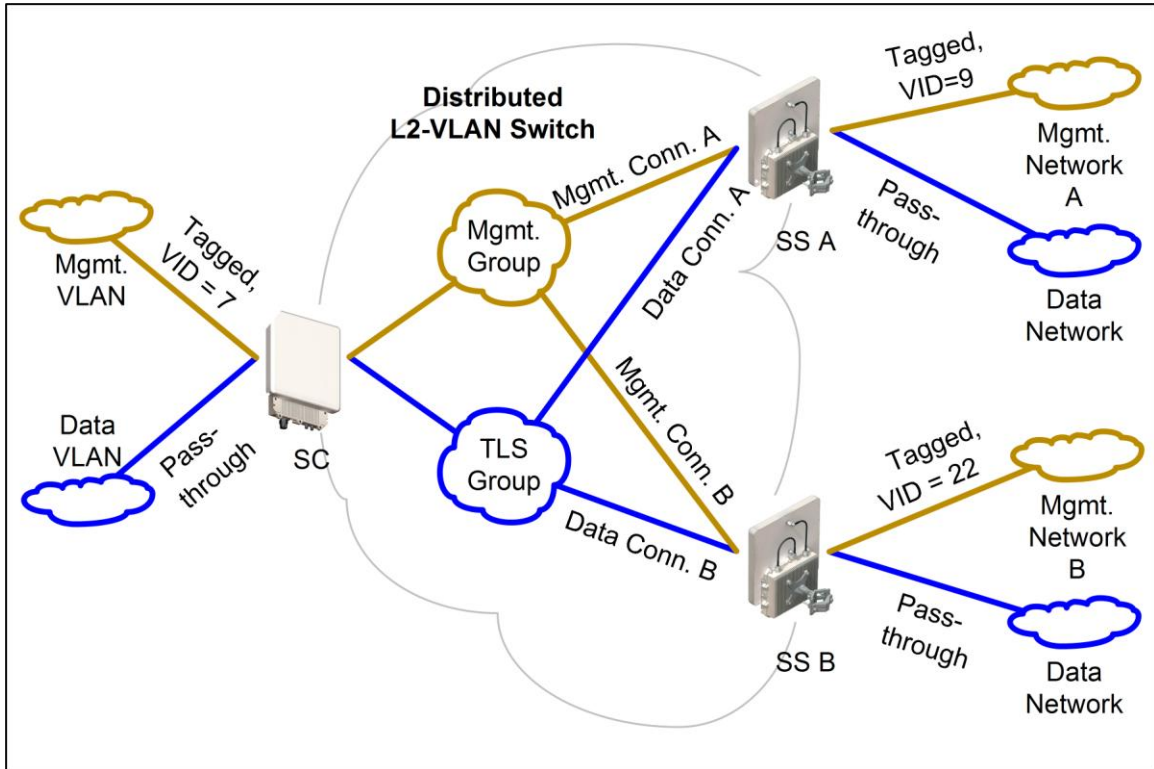 Distributed
L2-VLAN Switch
Mgmt.
VLAN
Tagged,
VID = 7
Data
VLAN
Pass-
through
SC
Mgmt.
Group
TLS
Group
Mgmt. Conn. A
Data Conn. A
Mgmt. Conn. B
Data Conn. B
SS A
Tagged,
VID=9
Mgmt.
Network
A
Pass-
through
Data
Network
SS B
Tagged,
VID = 22
Mgmt.
Network
B
Pass-
through
Data
Network